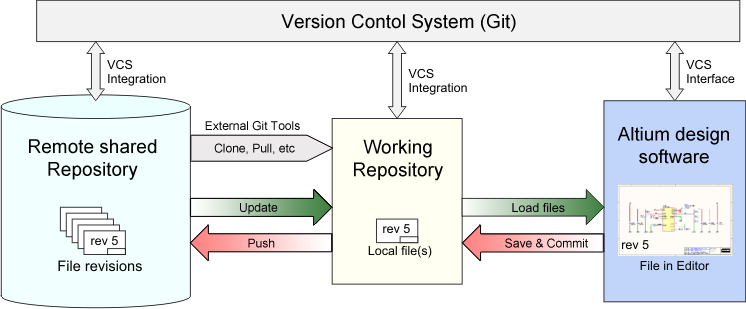 Version Contol System (Git)
VCS
Integration
VCS
Integration
VCS
Interface
Remote shared
Repository
External Git Tools
Clone, Pull, etc
Working
Repository
Altium design
software
Update
Load files
Push
Save & Commit
rev 5
File revisions
rev 5
Local file(s)
rev 5
File in Editor